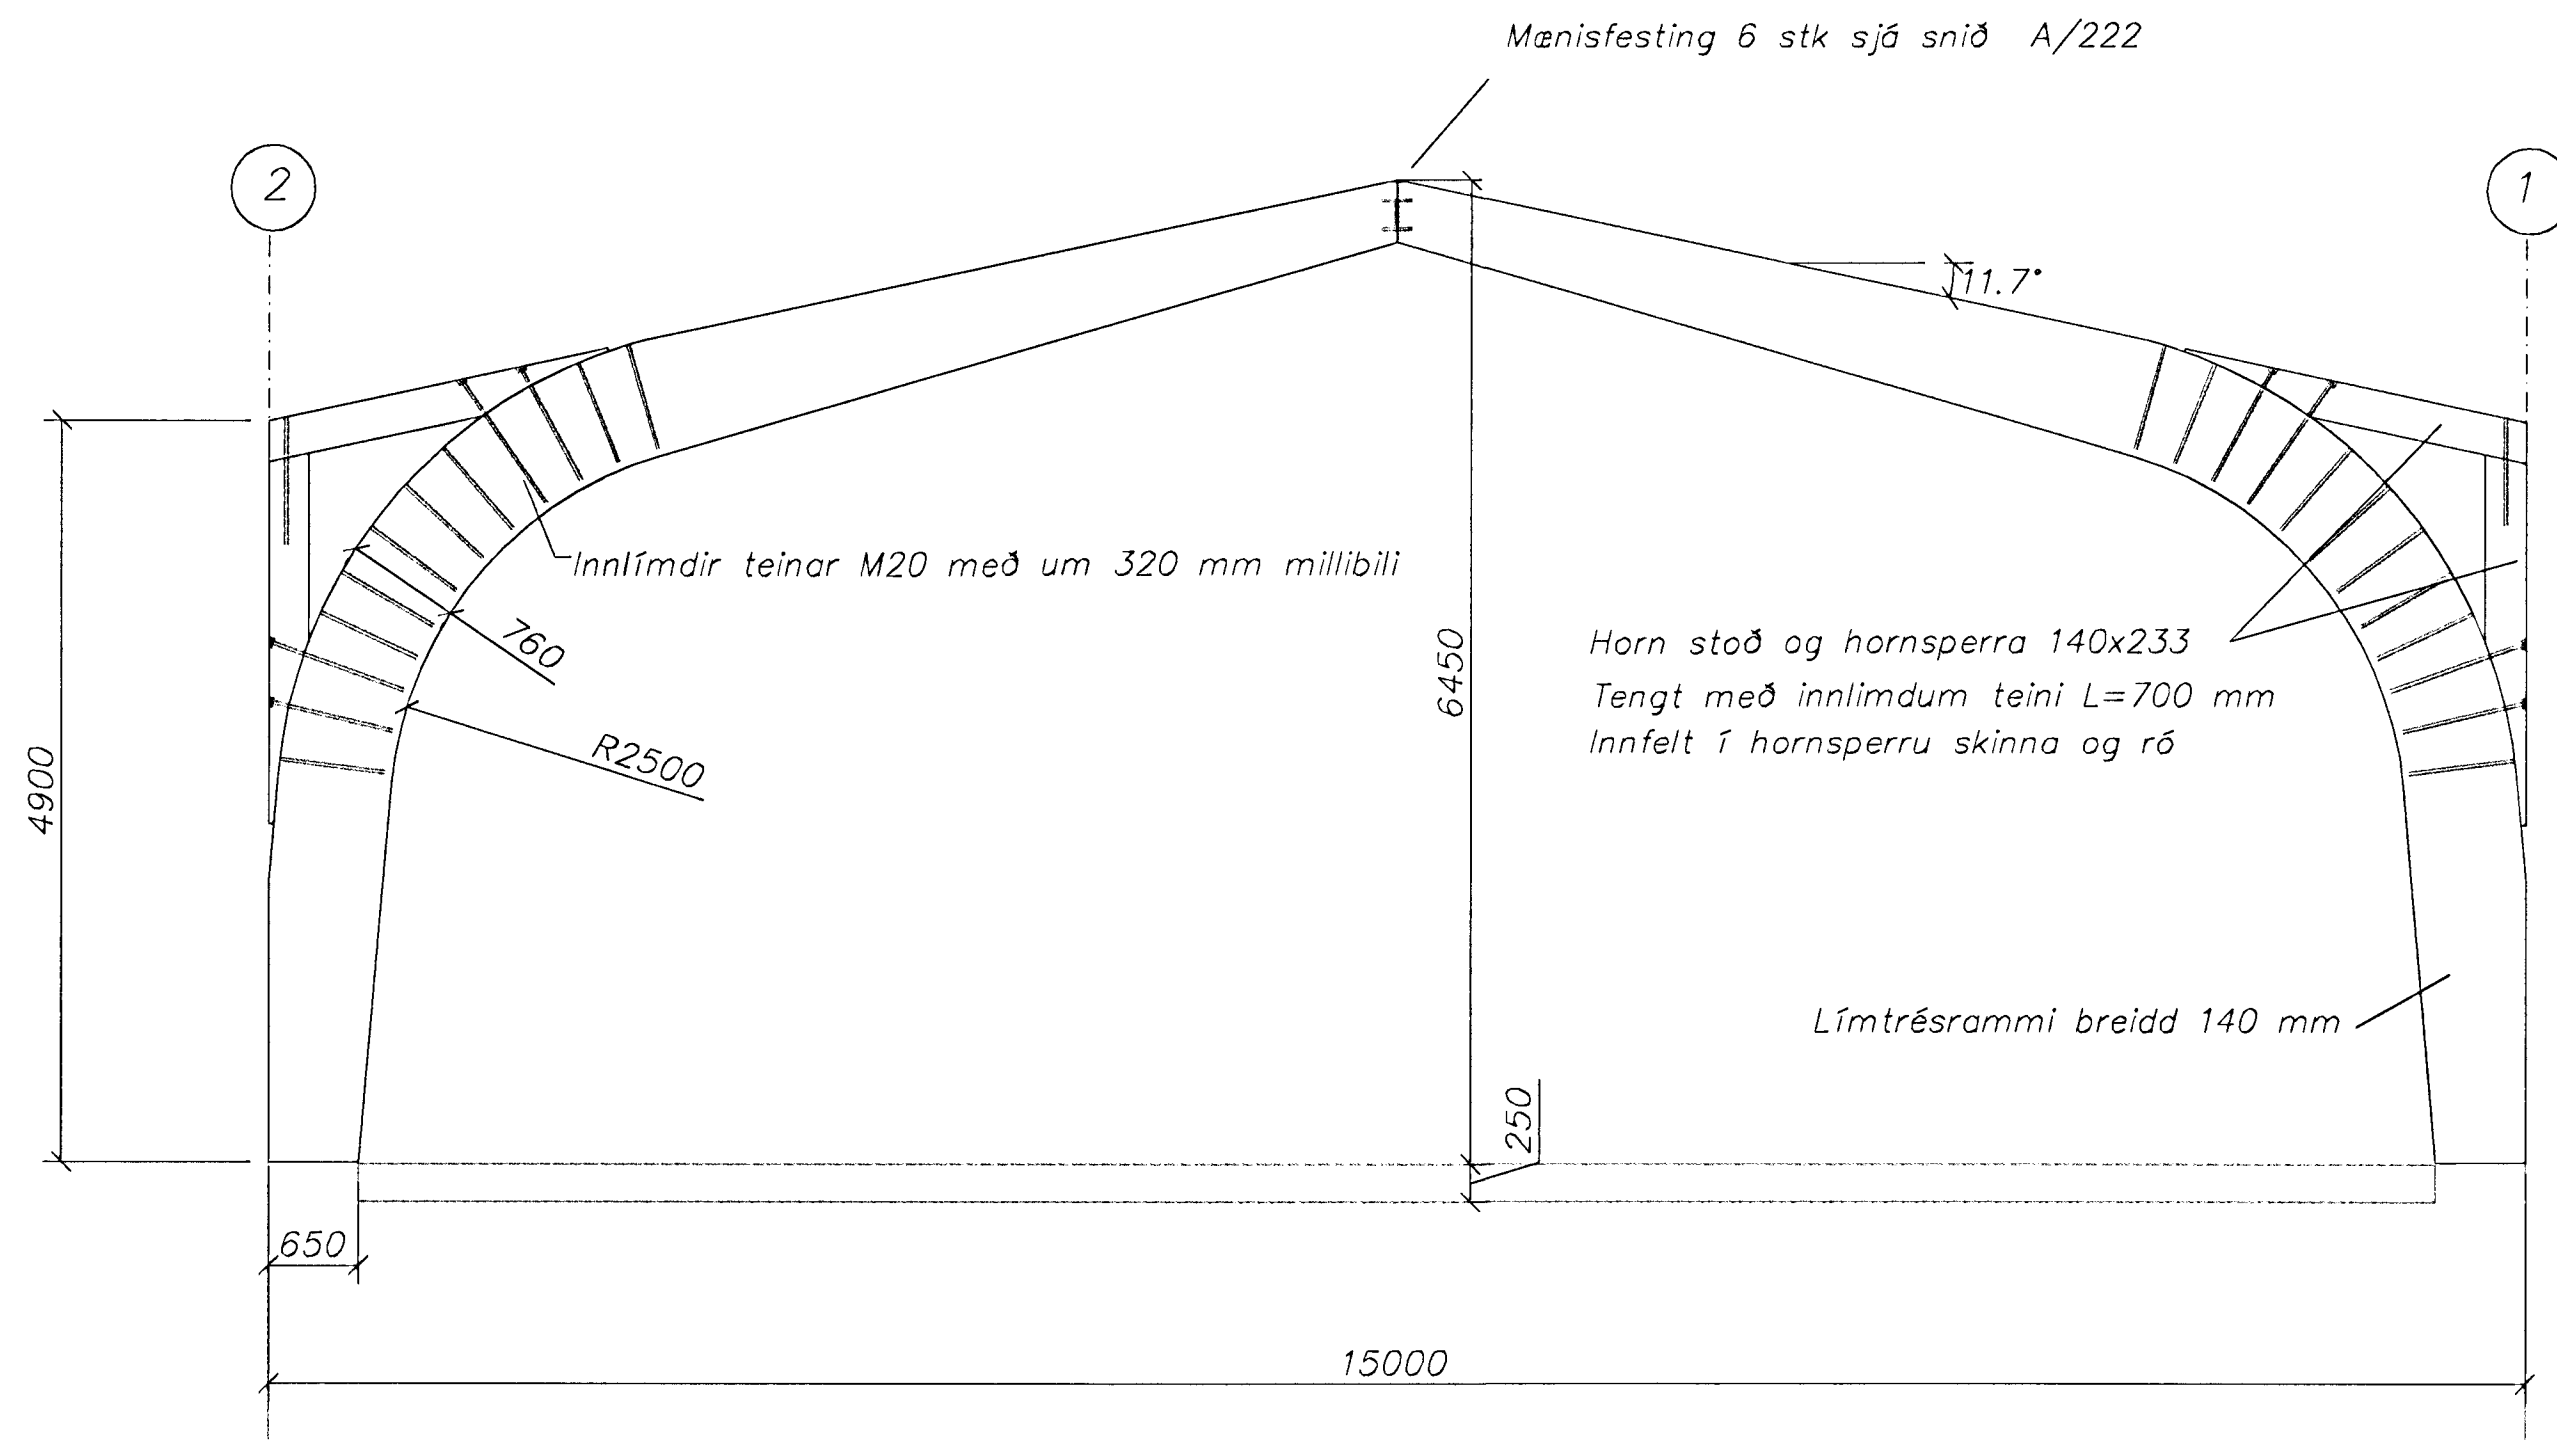 Mænisfesting 6 stk sjá snið A/222
2
1
11.7°
Innlímdir teinar M20 með um 320 mm millibili
760
R2500
6450
4900
Horn stoð og hornsperra 140x233
Tengt með innlimdum teini L=700 mm
Innfelt í hornsperru skinna og ró
Límtrésrammi breidd 140 mm
250
650
15000